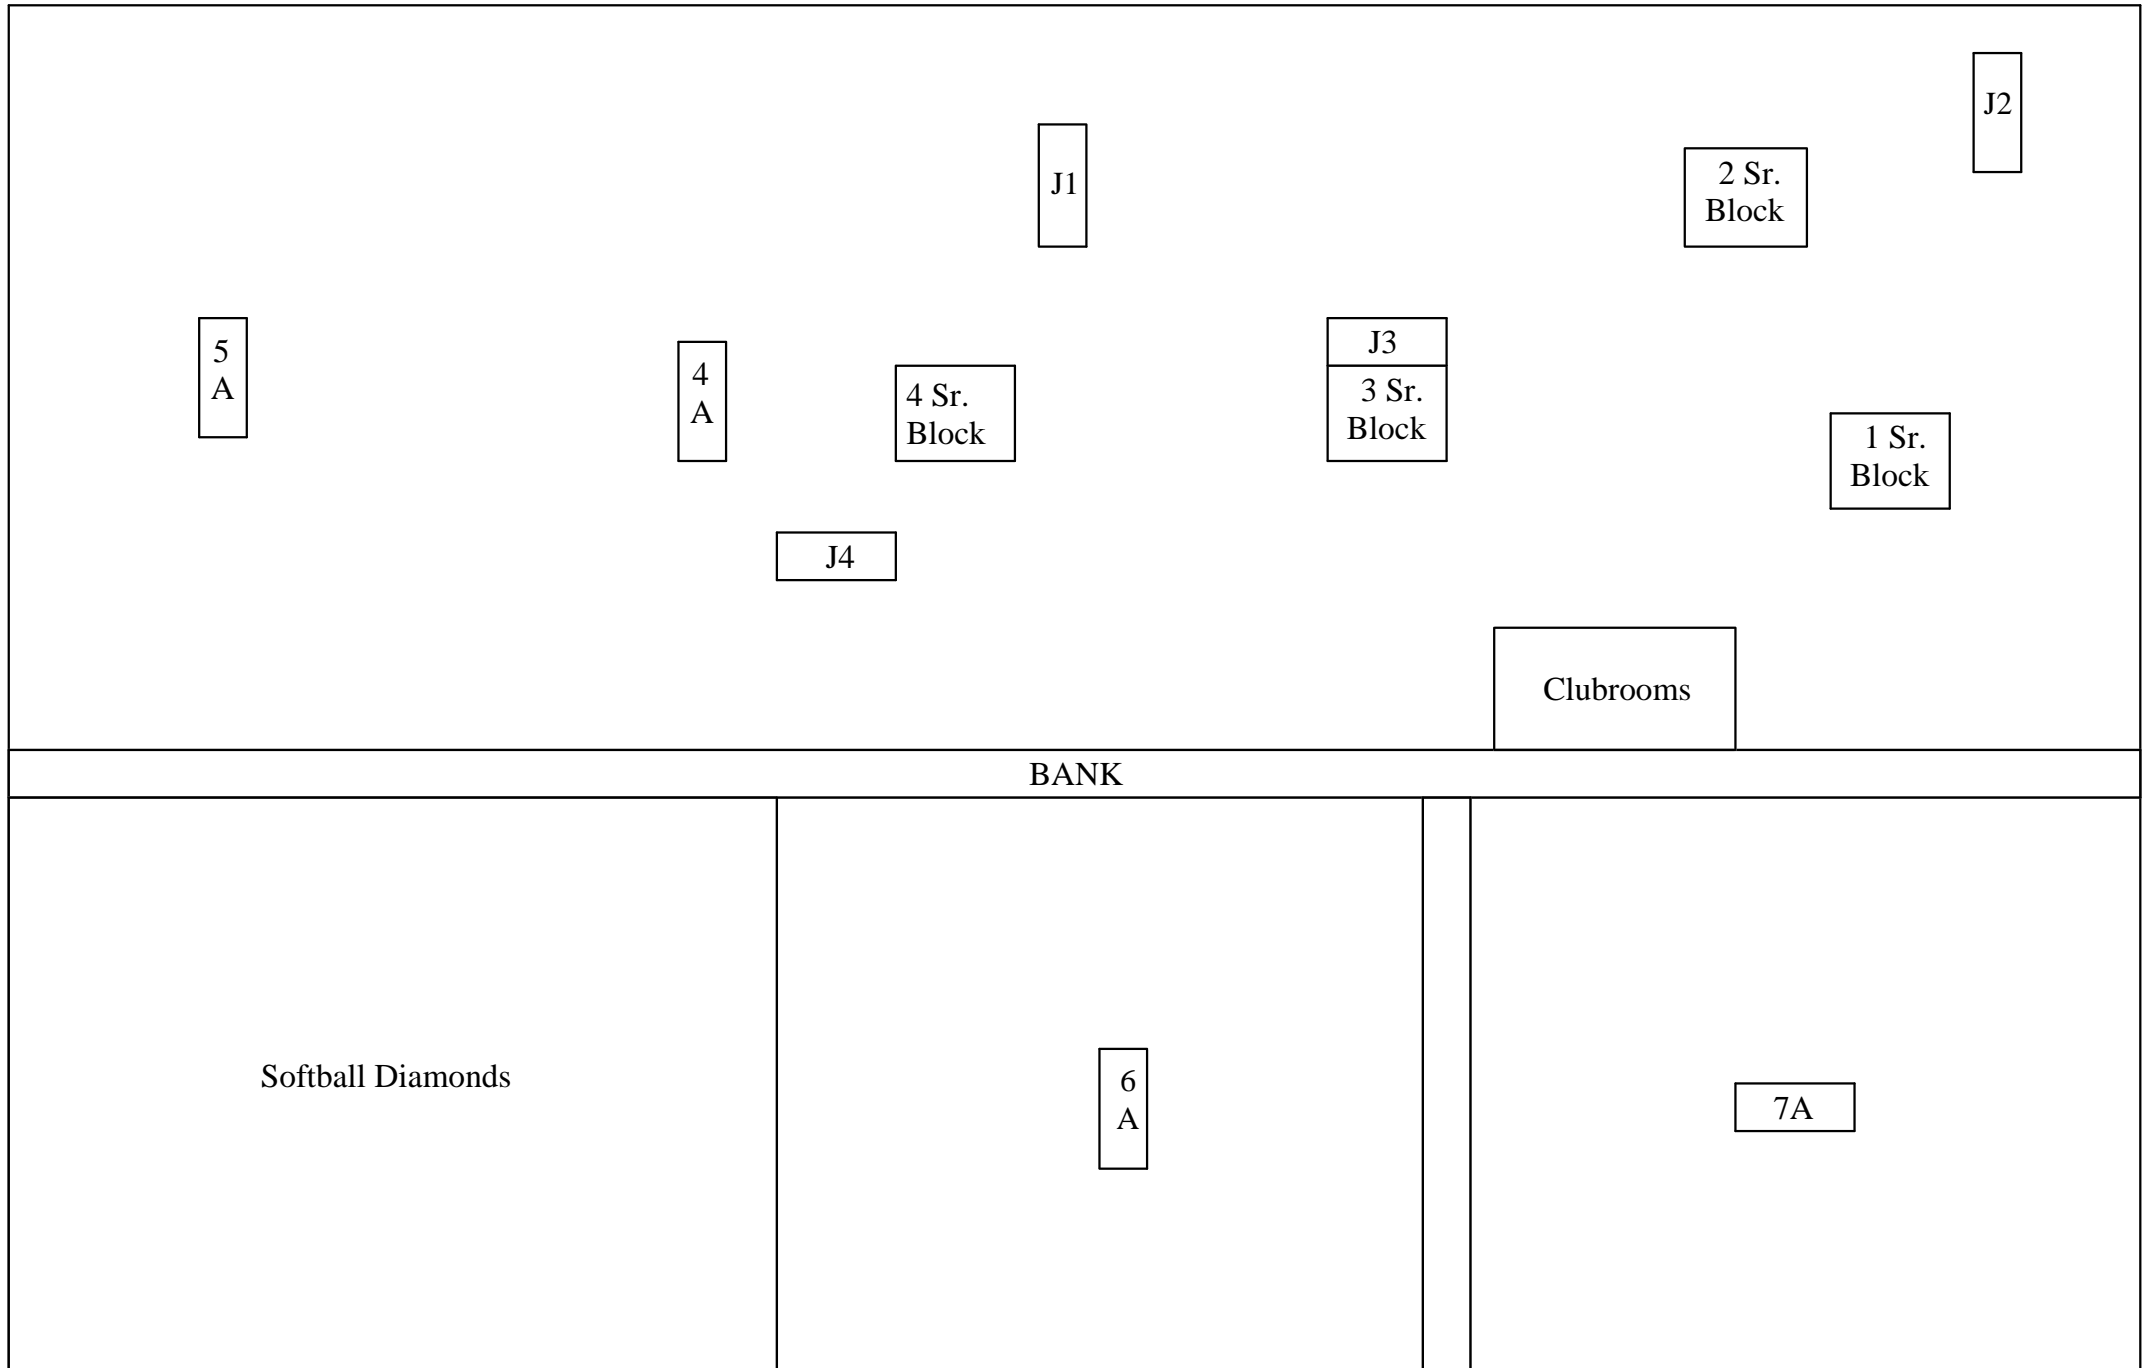 J2
J1
2 Sr.
Block
5
A
4
A
4 Sr.
Block
J3
3 Sr.
Block
1 Sr.
Block
J4
Clubrooms
BANK
Softball Diamonds
6
A
7A